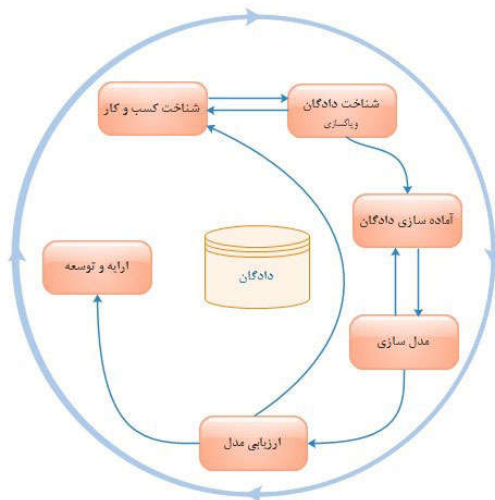 شناخت کسب و کار
شناخت دادگان
وپاکسازی
آماده سازی دادگان
دادگان
ارایه و توسعه
مدل سازی
ارزیابی مدل